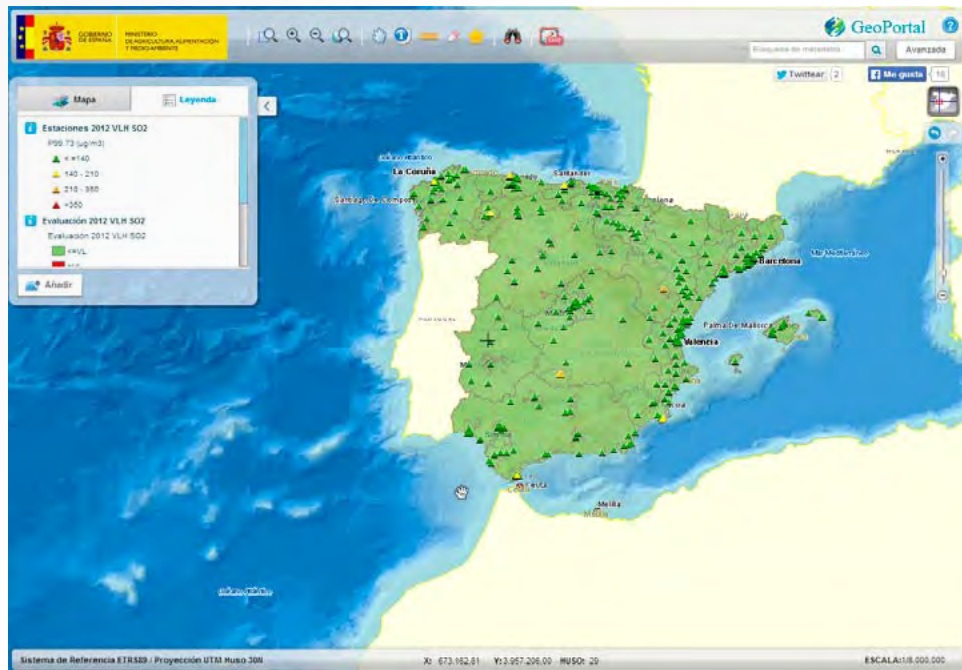 GOBIERNO
DE ESPAÑA
MINISTERIO
DE AGRICULTURA, ALIMENTACIÓN
Y MEDIO AMBIENTE
GeoPortal
Búsqueda de metadatos
Avanzada
Twittear 2
Me gusta 16
Mapa
Leyenda
Estaciones 2012 VLH SO2
P99.73 (ug/m3)
<=140
140 - 210
210 - 350
>350
Evaluación 2012 VLH SO2
Evaluación 2012 VLH SO2
<=VL
Añadir
La Coruña
Santander
Barcelona
Mar Mediterráneo
Palma De Mallorca
Valencia
Ceuta
Melilla
Sistema de Referencia ETRS89 / Proyección UTM Huso 30N
X: 673.162,81 Y: 3.957.206,00 HUSO: 29
ESCALA:1/8.000.000